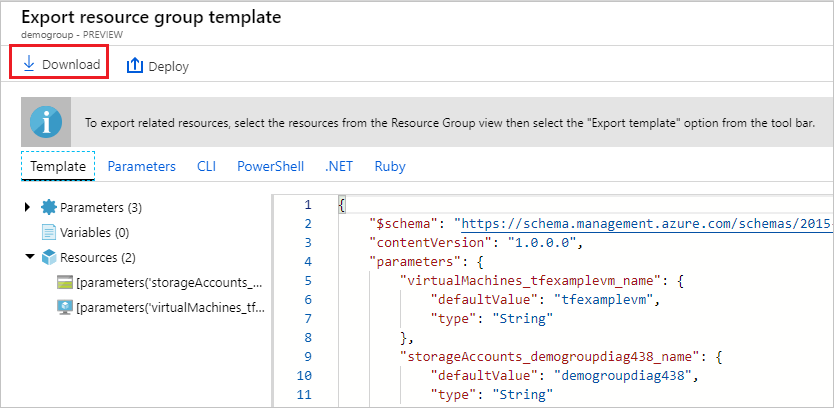 Export resource group template
demogroup - PREVIEW
Download
Deploy
i
To export related resources, select the resources from the Resource Group view then select the "Export template" option from the tool bar.
Template Parameters CLI PowerShell .NET Ruby
Parameters (3)
Variables (0)
Resources (2)
[parameters('storageAccounts_...
[parameters('virtualMachines_tf...
1 {
2 "$schema": "https://schema.management.azure.com/schemas/2015-
3 "contentVersion": "1.0.0.0",
4 "parameters": {
5 "virtualMachines_tfexamplevm_name": {
6 "defaultValue": "tfexamplevm",
7 "type": "String"
8 },
9 "storageAccounts_demogroupdiag438_name": {
10 "defaultValue": "demogroupdiag438",
11 "type": "String"